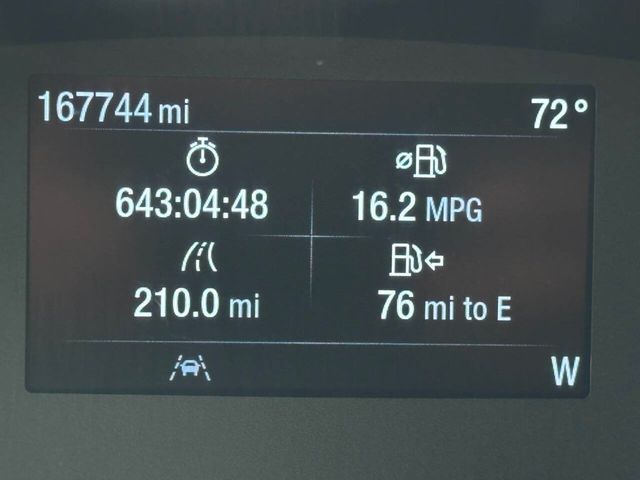 167744 mi 72°
643:04:48 16.2 MPG
210.0 mi 76 mi to E
W